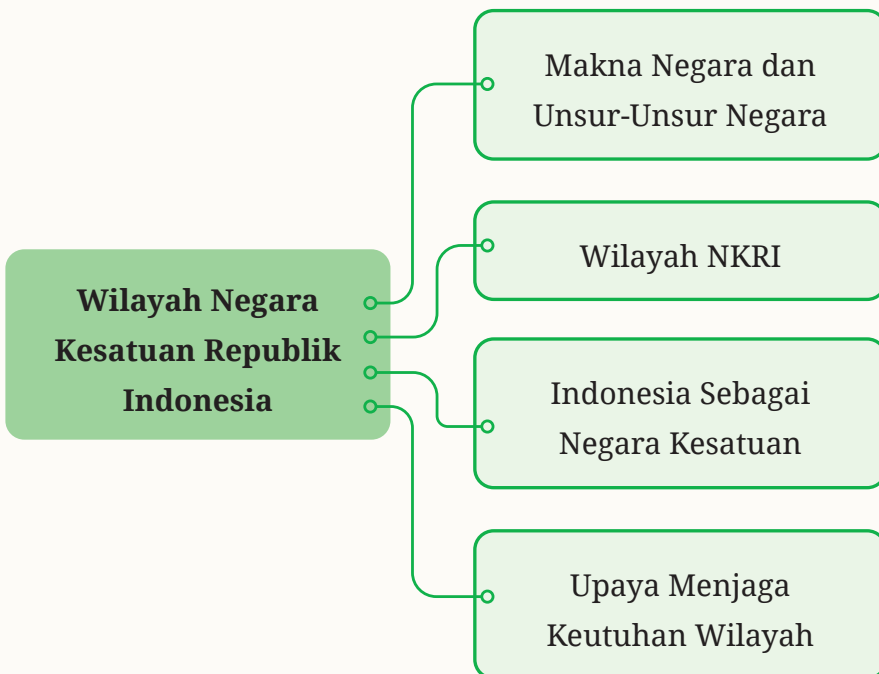 Makna Negara dan
Unsur-Unsur Negara
Wilayah NKRI
Wilayah Negara
Kesatuan Republik
Indonesia
Indonesia Sebagai
Negara Kesatuan
Upaya Menjaga
Keutuhan Wilayah